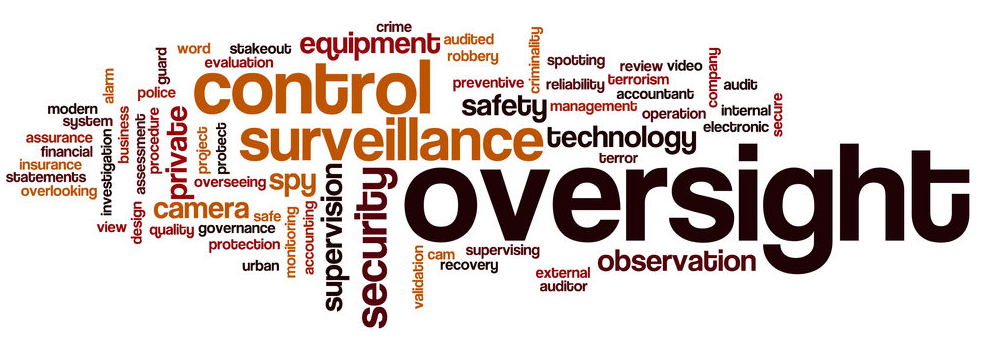 crime
word
stakeout
equipment
audited
criminality
guard
evaluation
robbery
spotting
review
video
company
alarm
police
control
preventive
reliability
terrorism
accountant
audit
modern
system
business
procedure
private
safety
management
operation
internal
secure
assurance
financial
investigation
assessment
project
protect
surveillance
technology
electronic
insurance
statements
overlooking
overseeing
spy
terror
oversight
view
design
camera
safe
quality
governance
monitoring
accounting
supervision
security
protection
urban
validation
cam
supervising
recovery
observation
external
auditor